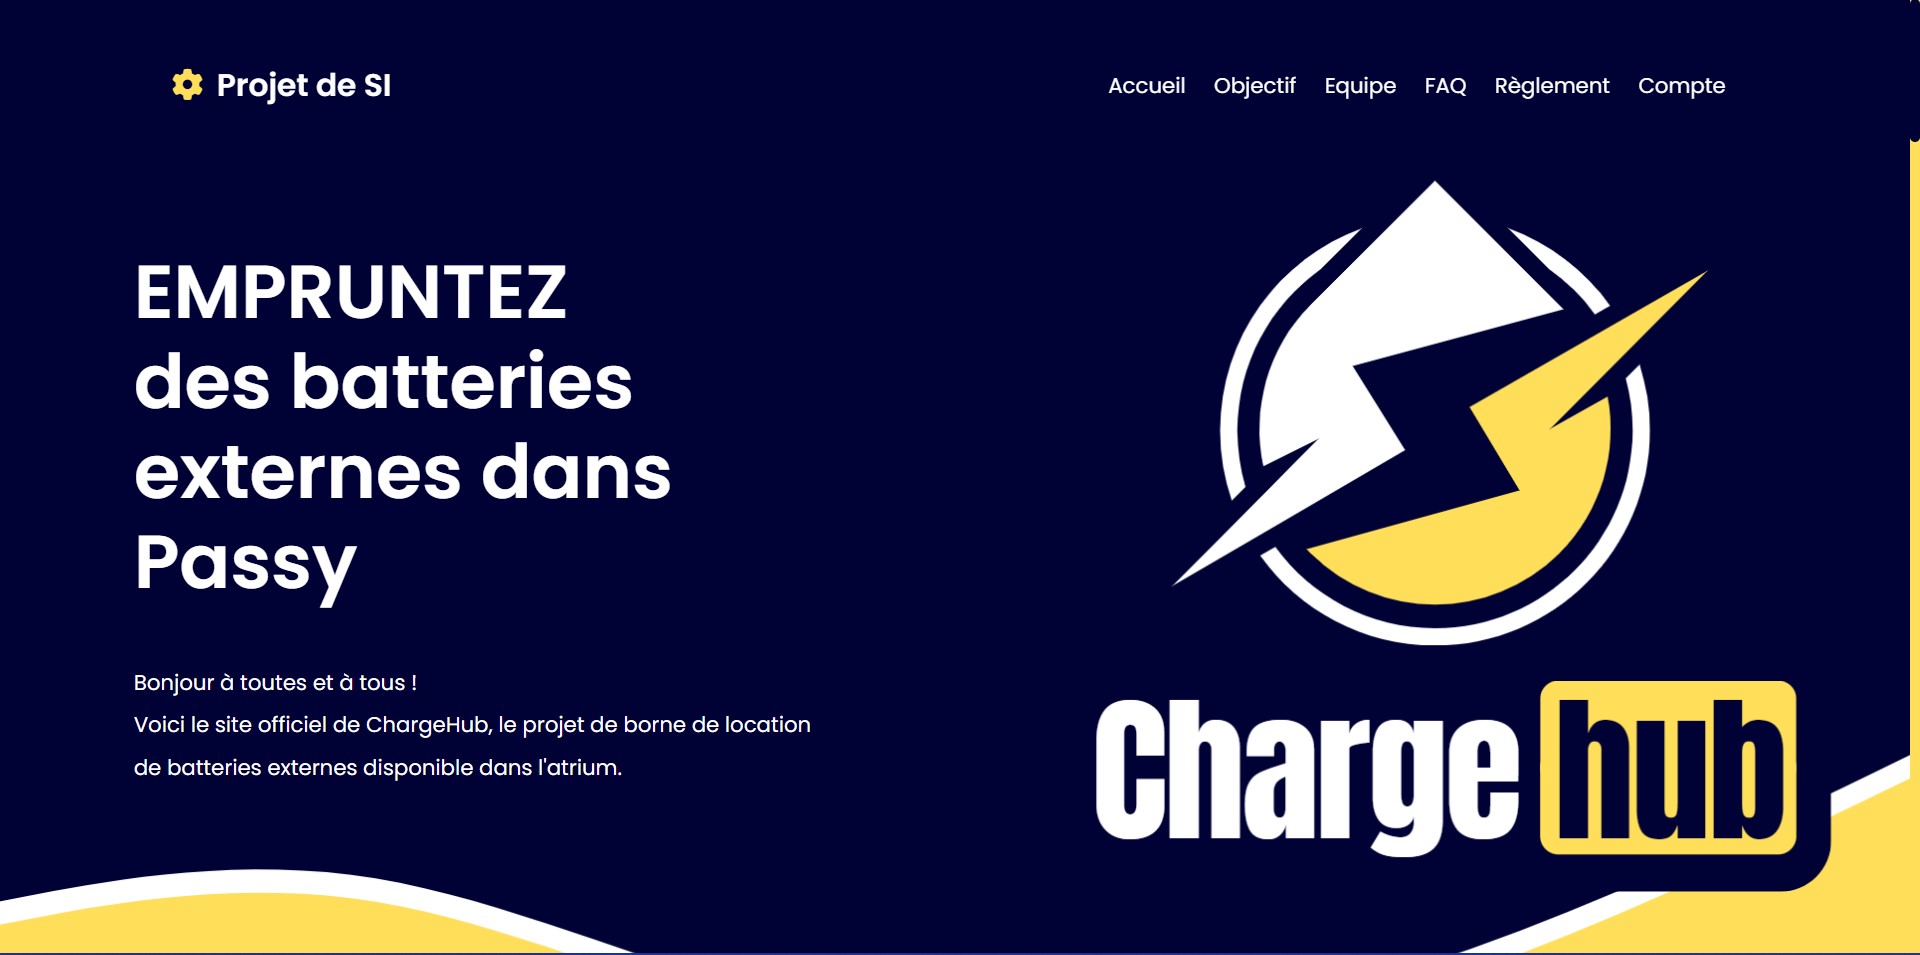 Projet de SI
Accueil Objectif Equipe FAQ Règlement Compte
EMPRUNTEZ
des batteries
externes dans
Passy
Bonjour à toutes et à tous !
Voici le site officiel de ChargeHub, le projet de borne de location
de batteries externes disponible dans l'atrium.
Charge hub